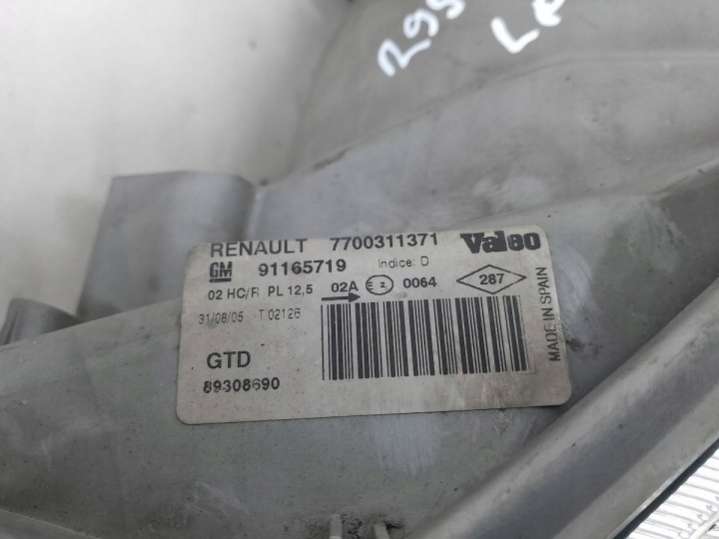 299
RENAULT 7700311371 Valeo
GM 91165719 Indice: D
02 HC/R PL 12,5 02A 0064 287
31/08/05 T 02126
GTD
89308690
MADE IN SPAIN